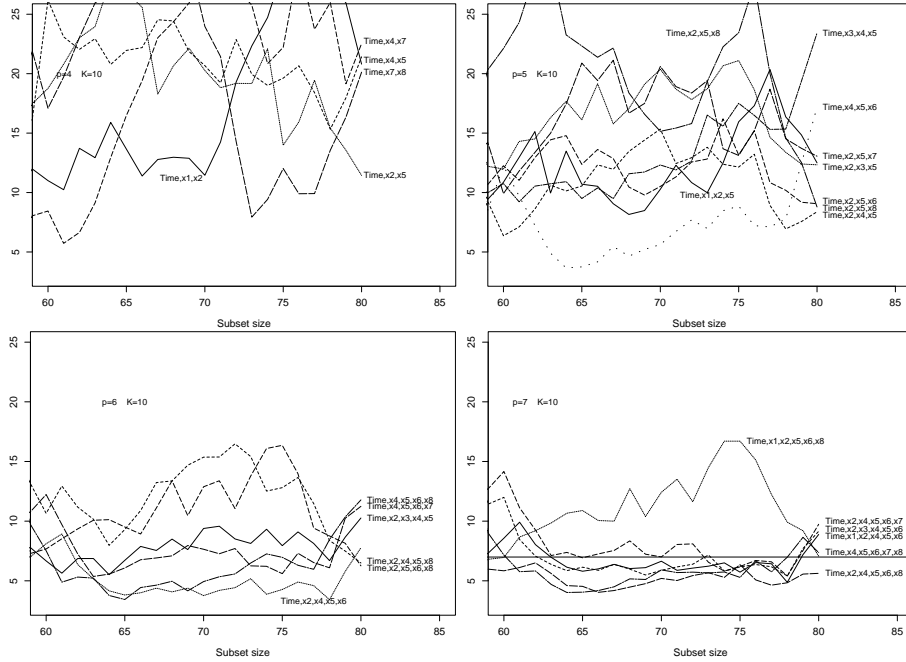 25
20
15
10
5
p=4 K=10
Time,x4,x7
Time,x4,x5
Time,x7,x8
Time,x1,x2
Time,x2,x5
60 65 70 75 80 85
Subset size
25
20
15
10
5
p=5 K=10
Time,x2,x5,x8
Time,x3,x4,x5
Time,x4,x5,x6
Time,x2,x5,x7
Time,x2,x3,x5
Time,x1,x2,x5
Time,x2,x5,x6
Time,x2,x5,x8
Time,x2,x4,x5
60 65 70 75 80 85
Subset size
25
20
15
10
5
p=6 K=10
Time,x4,x5,x6,x8
Time,x4,x5,x6,x7
Time,x2,x3,x4,x5
Time,x2,x4,x5,x8
Time,x2,x5,x6,x8
Time,x2,x4,x5,x6
60 65 70 75 80 85
Subset size
25
20
15
10
5
p=7 K=10
Time,x1,x2,x5,x6,x8
Time,x2,x4,x5,x6,x7
Time,x2,x3,x4,x5,x6
Time,x1,x2,x4,x5,x6
Time,x4,x5,x6,x7,x8
Time,x2,x4,x5,x6,x8
60 65 70 75 80 85
Subset size